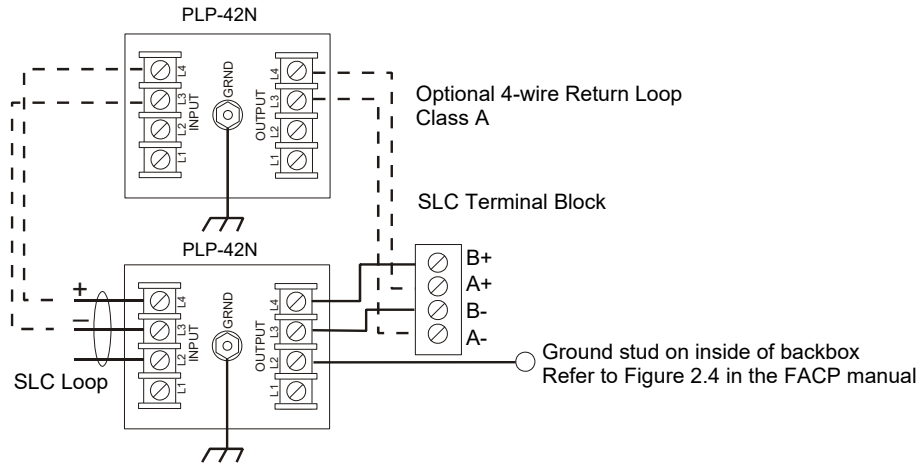 PLP-42N
L4
L3
L2
L1
INPUT
GRND
OUTPUT
L4
L3
L2
L1
Optional 4-wire Return Loop
Class A
SLC Terminal Block
PLP-42N
+
–
SLC Loop
L4
L3
L2
L1
INPUT
GRND
OUTPUT
L4
L3
L2
L1
B+
A+
B-
A-
Ground stud on inside of backbox
Refer to Figure 2.4 in the FACP manual